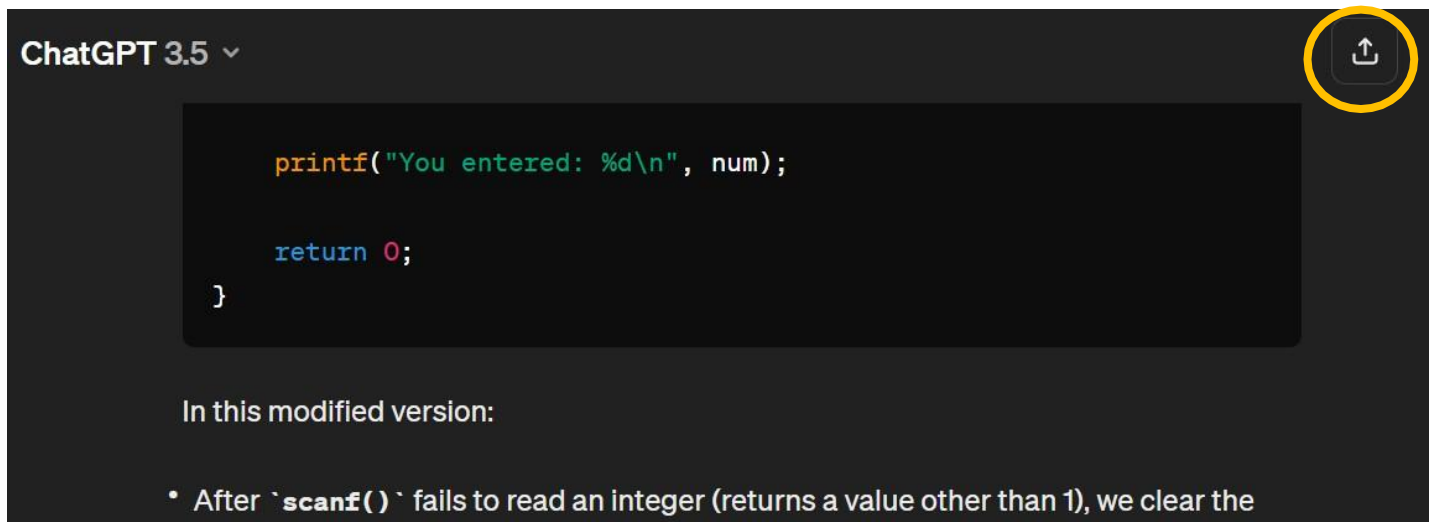 ChatGPT 3.5
printf("You entered: %d\n", num);
return 0;
}
In this modified version:
• After `scanf()` fails to read an integer (returns a value other than 1), we clear the